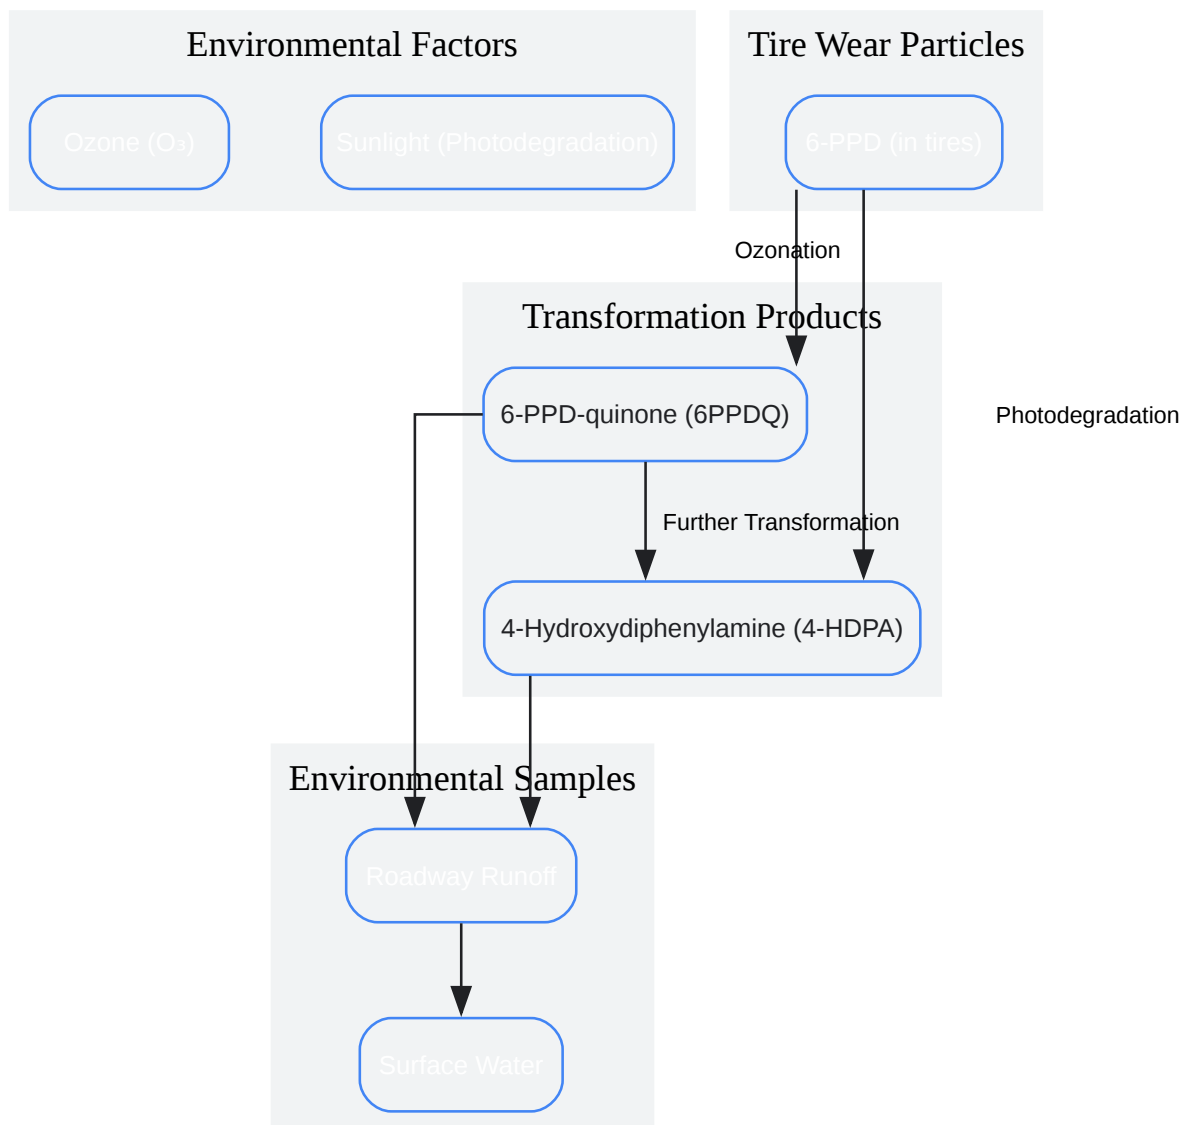 Environmental Factors
Tire Wear Particles
Ozone (O₃)
Sunlight (Photodegradation)
6-PPD (in tires)
Ozonation
Transformation Products
6-PPD-quinone (6PPDQ)
Photodegradation
Further Transformation
4-Hydroxydiphenylamine (4-HDPA)
Environmental Samples
Roadway Runoff
Surface Water